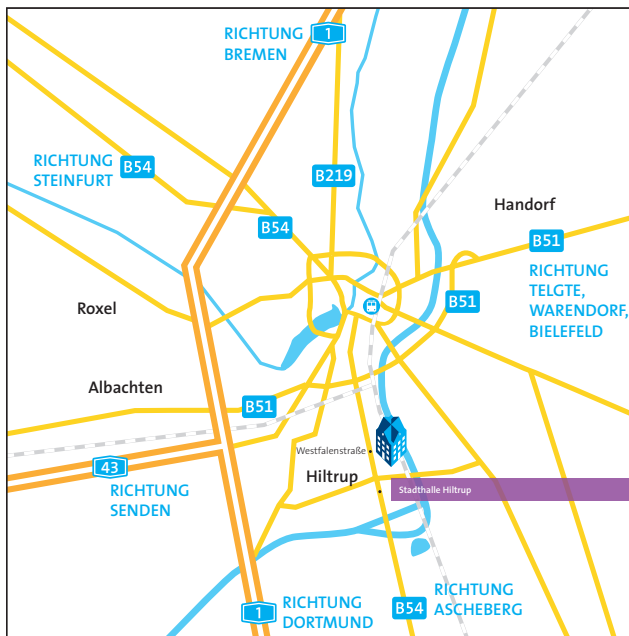 RICHTUNG
BREMEN
1
RICHTUNG
STEINFURT
B54
B219
B54
Handorf
B51
RICHTUNG
TELGTE,
WARENDORF,
BIELEFELD
B51
Roxel
Albachten
B51
Westfalenstraße
43
RICHTUNG
SENDEN
Hiltrup
Stadthalle Hiltrup
1
RICHTUNG
DORTMUND
B54
RICHTUNG
ASCHEBERG